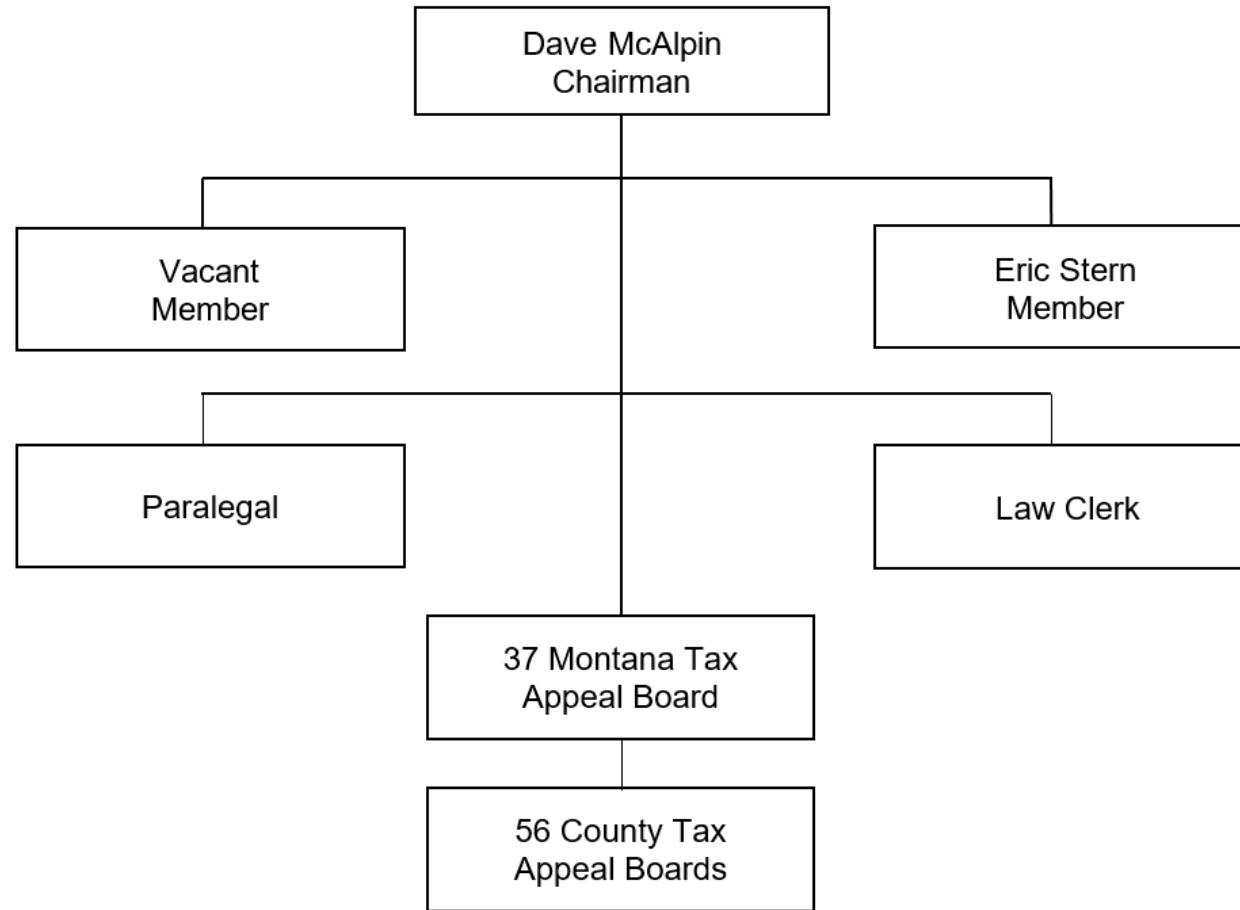 Dave McAlpin
Chairman
Vacant
Member
Eric Stern
Member
Paralegal
Law Clerk
37 Montana Tax
Appeal Board
56 County Tax
Appeal Boards